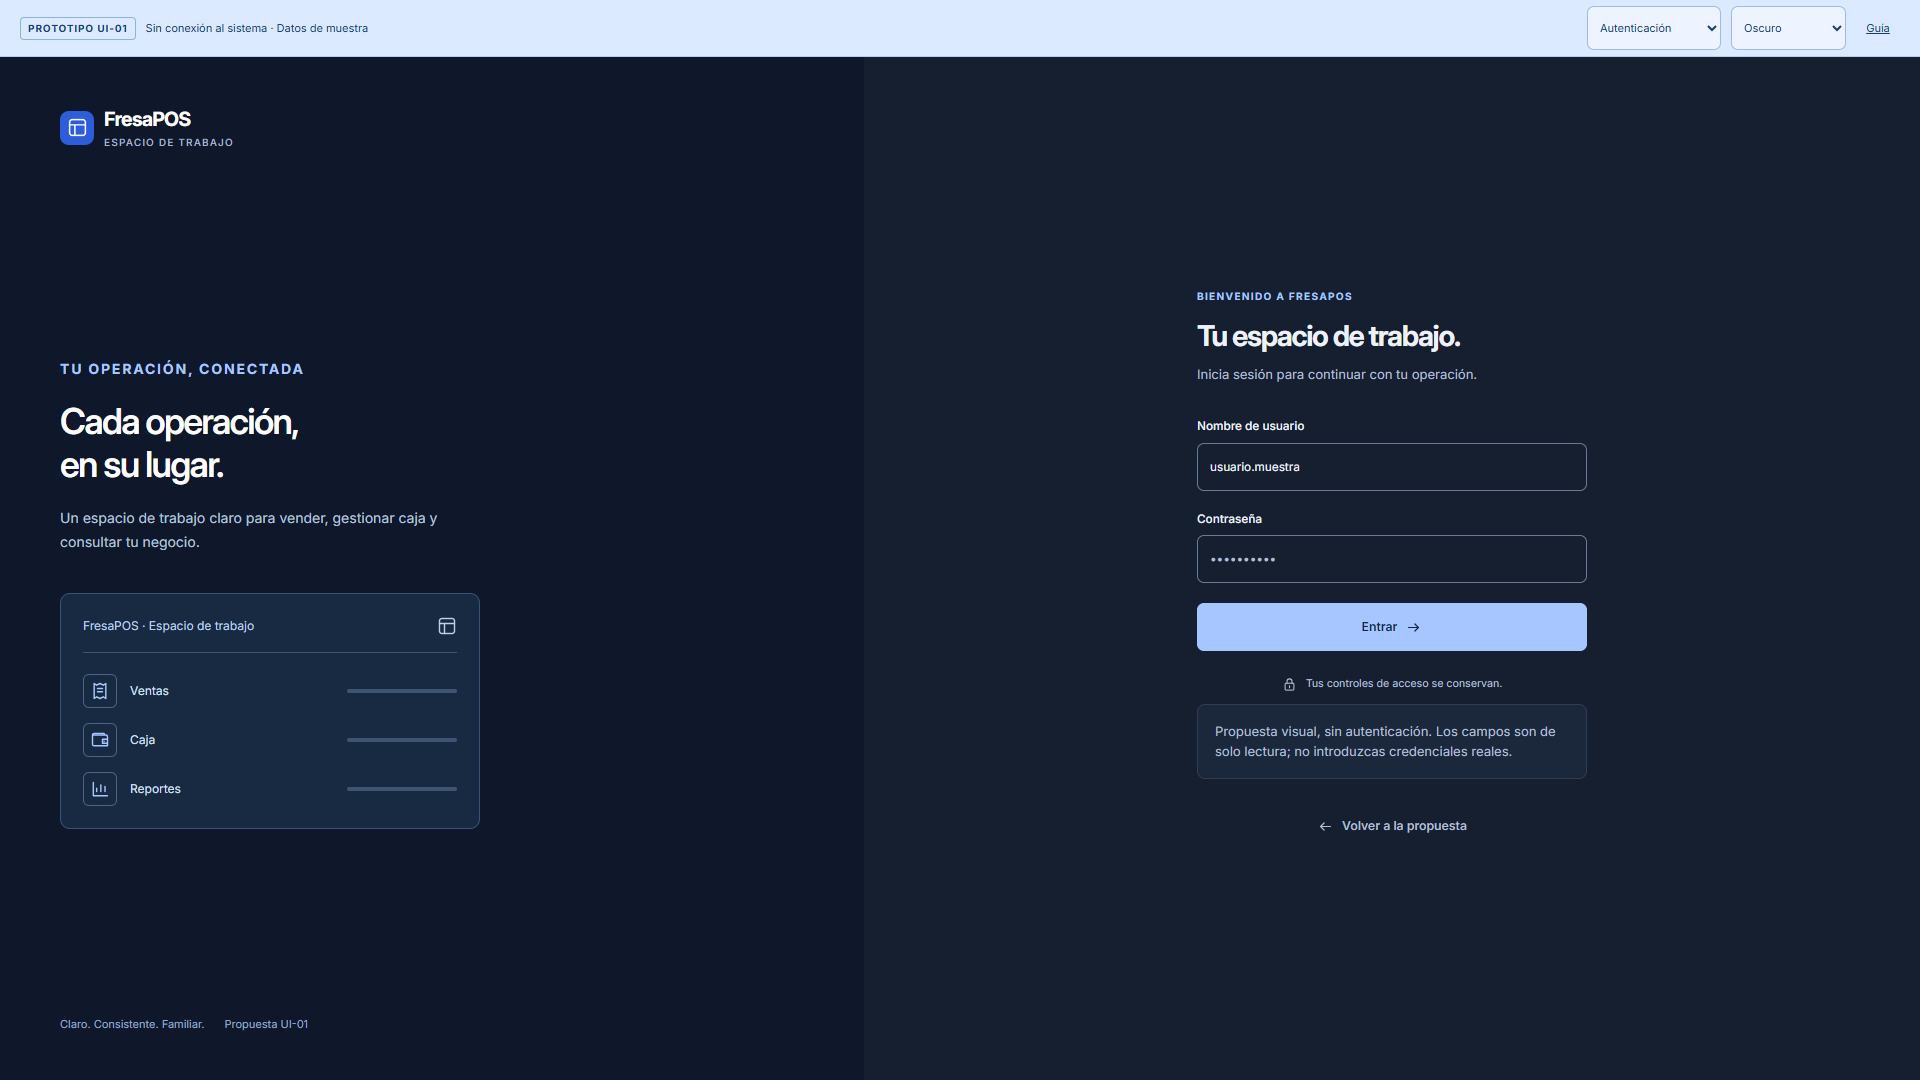 PROTOTIPO UI-01
Sin conexión al sistema · Datos de muestra
Autenticación
Oscuro
Guía
FresaPOS
ESPACIO DE TRABAJO
TU OPERACIÓN, CONECTADA
Cada operación,
en su lugar.
Un espacio de trabajo claro para vender, gestionar caja y
consultar tu negocio.
FresaPOS · Espacio de trabajo
Ventas
Caja
Reportes
Claro. Consistente. Familiar.
Propuesta UI-01
BIENVENIDO A FRESAPOS
Tu espacio de trabajo.
Inicia sesión para continuar con tu operación.
Nombre de usuario
usuario.muestra
Contraseña
••••••••••
Entrar →
Tus controles de acceso se conservan.
Propuesta visual, sin autenticación. Los campos son de
solo lectura; no introduzcas credenciales reales.
← Volver a la propuesta